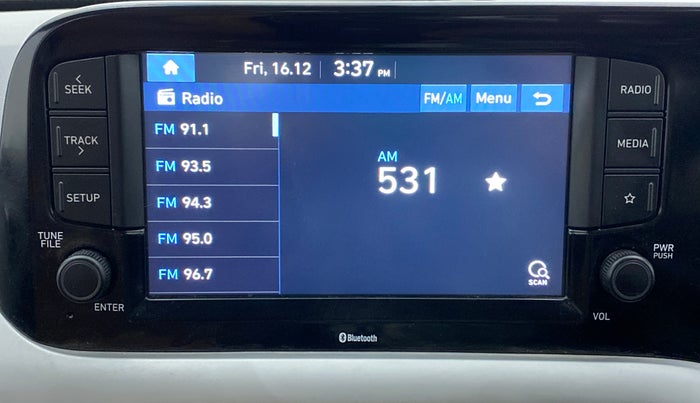 Fri, 16.12 3:37 PM
Radio FM/AM Menu
FM 91.1
FM 93.5
FM 94.3
FM 95.0
FM 96.7
AM
531
SCAN
< SEEK
TRACK >
SETUP
TUNE
FILE
ENTER
RADIO
MEDIA
PWR
PUSH
VOL
Bluetooth